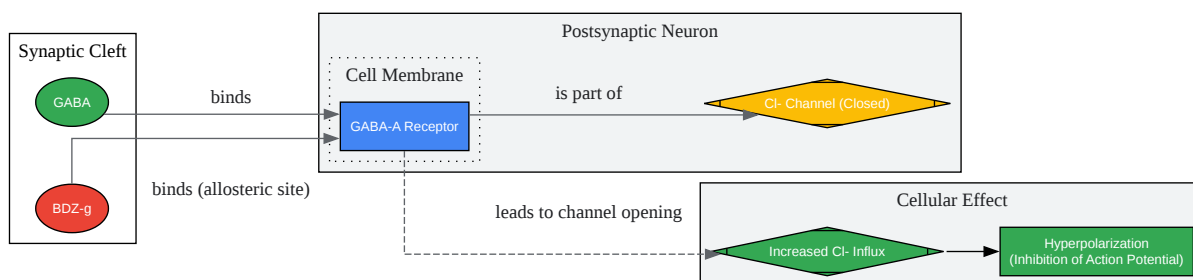 Postsynaptic Neuron
Synaptic Cleft
Cell Membrane
GABA
binds
is part of
Cl- Channel (Closed)
GABA-A Receptor
binds (allosteric site)
BDZ-g
leads to channel opening
Cellular Effect
Increased Cl- Influx
Hyperpolarization
(Inhibition of Action Potential)